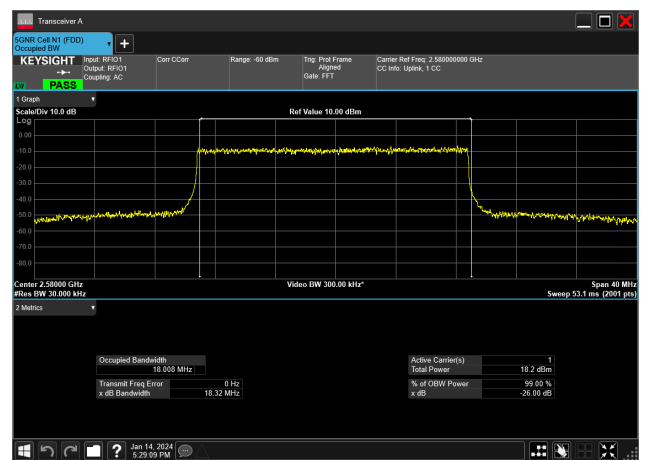 Transceiver A
5GNR Cell N1 (FDD)
Occupied BW
KEYSIGHT
Input: RFIO1
Output: RFIO1
Coupling: AC
Corr CCorr
Range: -60 dBm
Trig: Prot Frame
Aligned
Gate: FFT
Carrier Ref Freq: 2.580000000 GHz
CC Info: Uplink, 1 CC
PASS
1 Graph
Scale/Div 10.0 dB
Ref Value 10.00 dBm
Log
0.00
-10.0
-20.0
-30.0
-40.0
-50.0
-60.0
-70.0
-80.0
Center 2.58000 GHz
Video BW 300.00 kHz*
Span 40 MHz
#Res BW 30.000 kHz
Sweep 53.1 ms (2001 pts)
2 Metrics
Occupied Bandwidth
18.008 MHz
Transmit Freq Error 0 Hz
x dB Bandwidth 18.32 MHz
Active Carrier(s) 1
Total Power 18.2 dBm
% of OBW Power 99.00 %
x dB -26.00 dB
Jan 14, 2024
5:29:09 PM